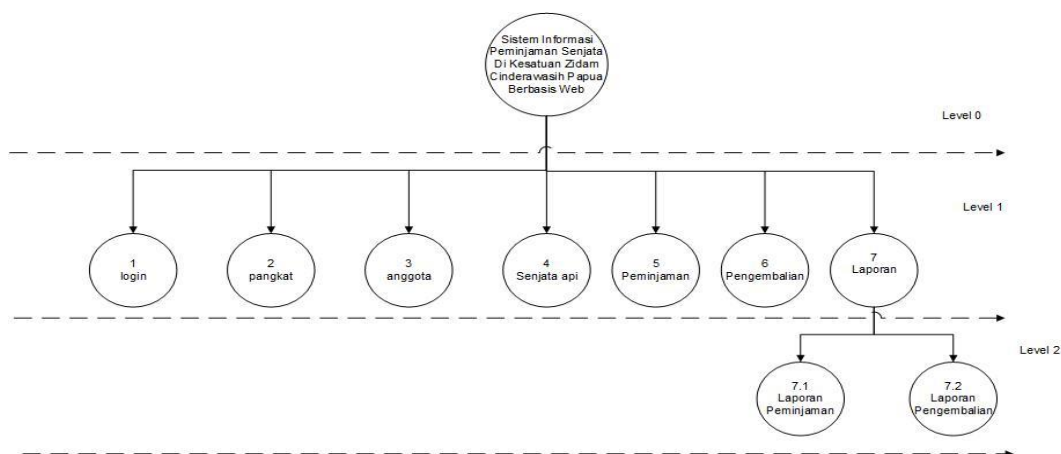 Sistem Informasi
Peminjaman Senjata
Di Kesatuan Zidam
Cinderawasih Papua
Berbasis Web
Level 0
Level 1
1
login
2
pangkat
3
anggota
4
Senjata api
5
Peminjaman
6
Pengembalian
7
Laporan
Level 2
7.1
Laporan
Peminjaman
7.2
Laporan
Pengembalian